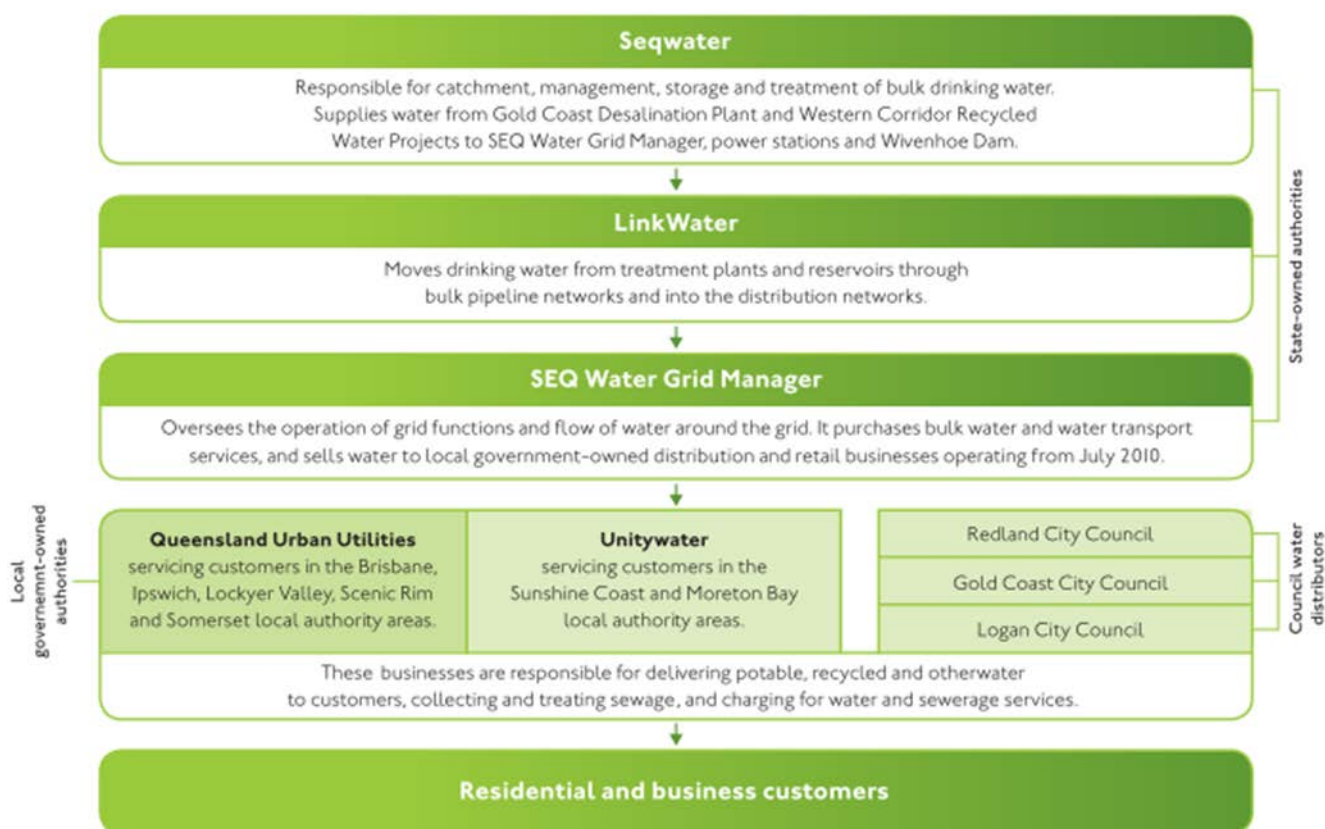 Seqwater
Responsible for catchment, management, storage and treatment of bulk drinking water.
Supplies water from Gold Coast Desalination Plant and Western Corridor Recycled
Water Projects to SEQ Water Grid Manager, power stations and Wivenhoe Dam.
LinkWater
Moves drinking water from treatment plants and reservoirs through
bulk pipeline networks and into the distribution networks.
SEQ Water Grid Manager
Oversees the operation of grid functions and flow of water around the grid. It purchases bulk water and water transport
services, and sells water to local government-owned distribution and retail businesses operating from July 2010.
State-owned authorities
Local
governemnt-owned
authorities
Queensland Urban Utilities
servicing customers in the Brisbane,
Ipswich, Lockyer Valley, Scenic Rim
and Somerset local authority areas.
Unitywater
servicing customers in the
Sunshine Coast and Moreton Bay
local authority areas.
Redland City Council
Gold Coast City Council
Logan City Council
Council water
distributors
These businesses are responsible for delivering potable, recycled and otherwater
to customers, collecting and treating sewage, and charging for water and sewerage services.
Residential and business customers